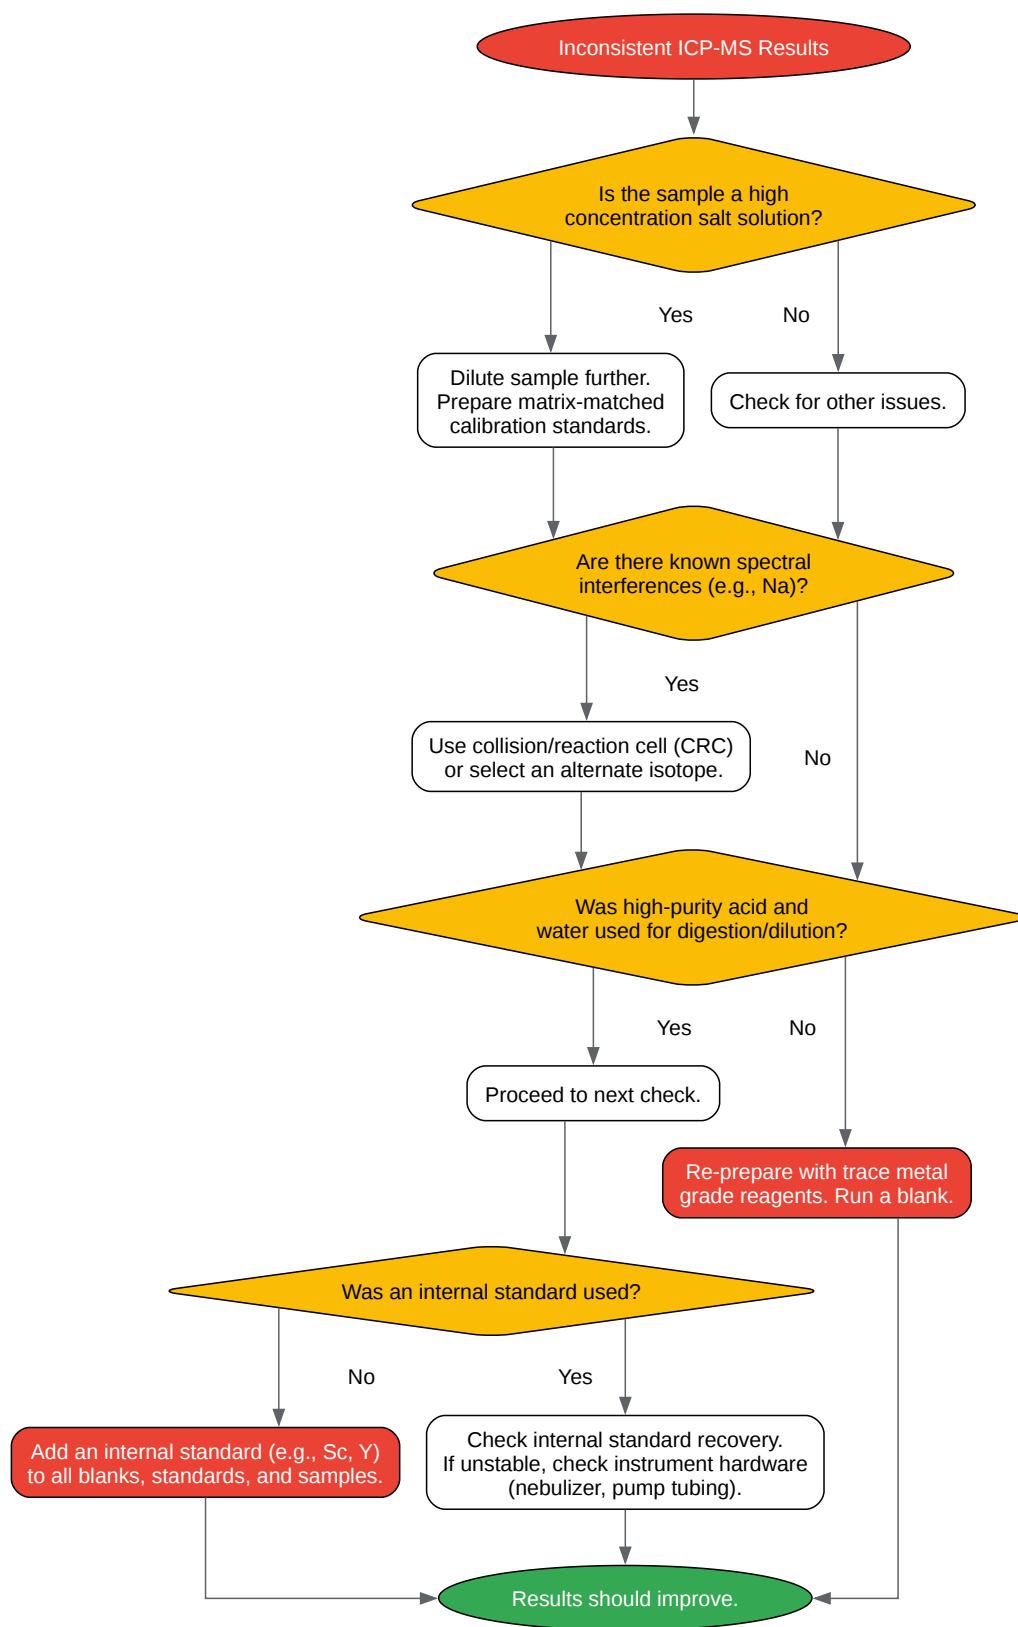 Inconsistent ICP-MS Results
Is the sample a high
concentration salt solution?
Yes
No
Dilute sample further.
Prepare matrix-matched
calibration standards.
Check for other issues.
Are there known spectral
interferences (e.g., Na)?
Yes
Use collision/reaction cell (CRC)
or select an alternate isotope.
No
Was high-purity acid and
water used for digestion/dilution?
Yes
No
Proceed to next check.
Re-prepare with trace metal
grade reagents. Run a blank.
Was an internal standard used?
No
Yes
Add an internal standard (e.g., Sc, Y)
to all blanks, standards, and samples.
Check internal standard recovery.
If unstable, check instrument hardware
(nebulizer, pump tubing).
Results should improve.